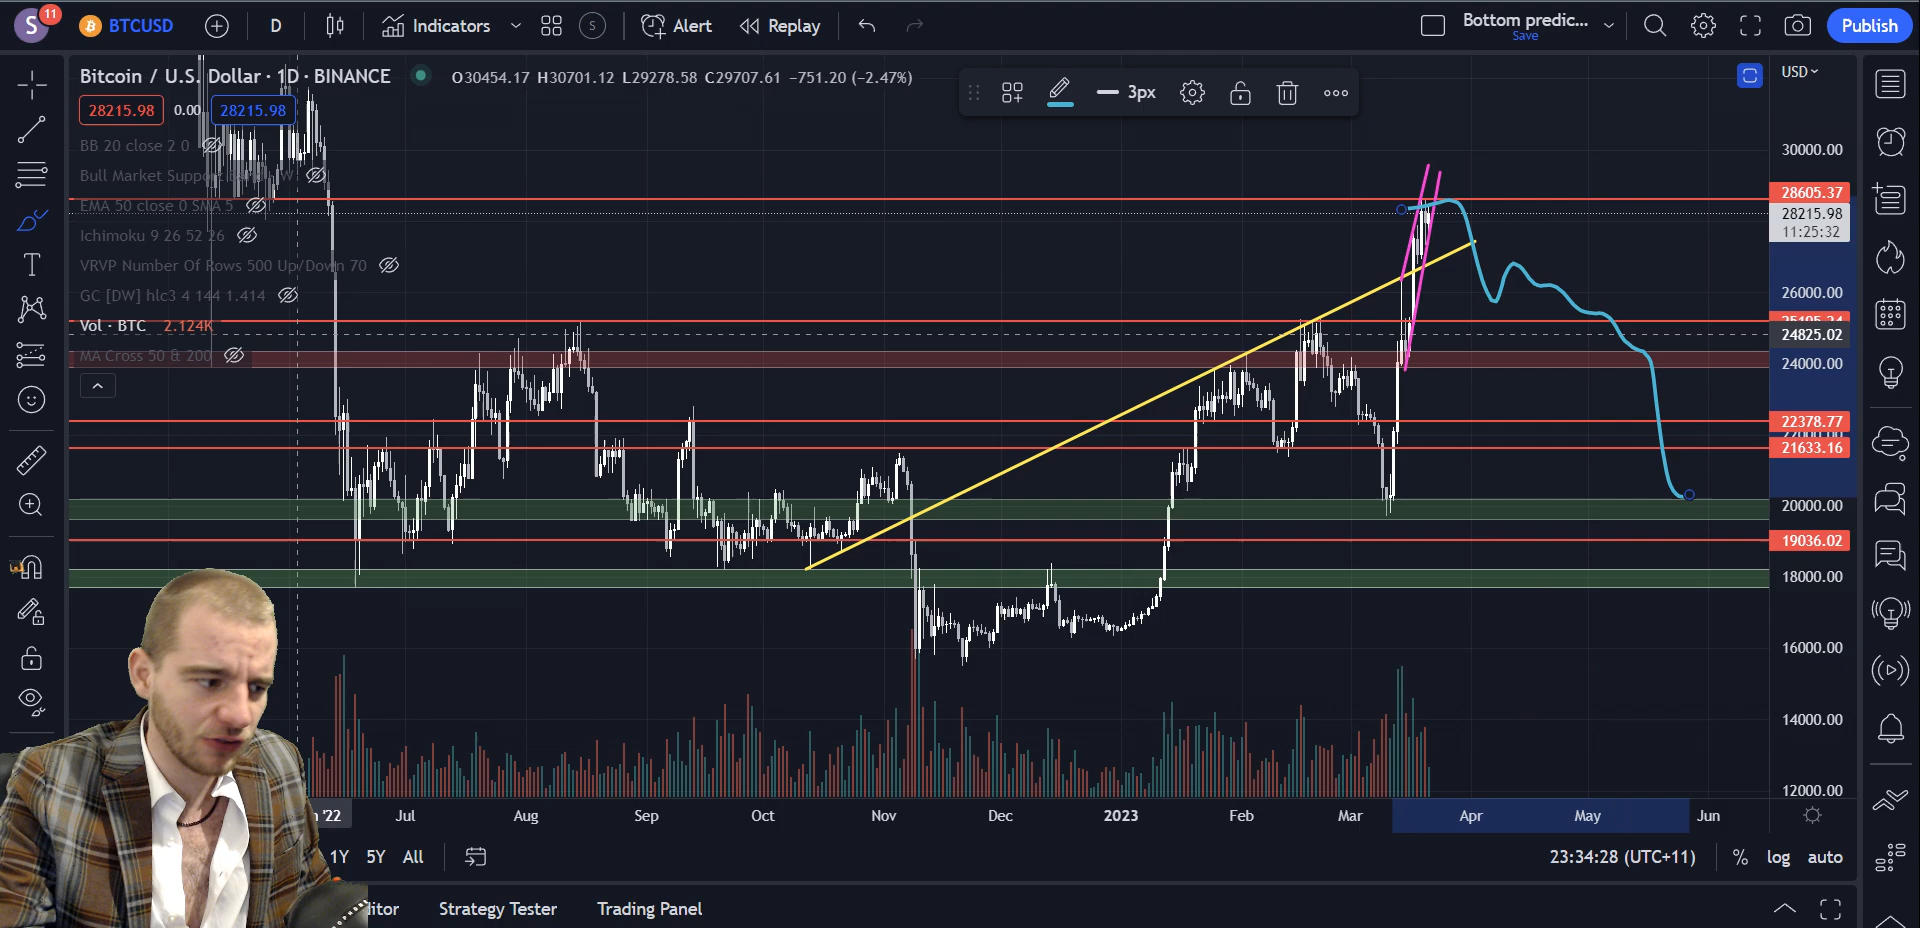 S 11 BTCUSD D Indicators S Alert Replay Bottom predic... Save Publish
Bitcoin / U.S. Dollar · 1D · BINANCE O30454.17 H30701.12 L29278.58 C29707.61 −751.20 (−2.47%)
3px
USD
28215.98 0.00 28215.98
BB 20 close 2 0
Bull Market Support W
EMA 50 close 0 SMA 5
Ichimoku 9 26 52 26
VRVP Number Of Rows 500 Up/Down 70
GC [DW] hlc3 4 144 1.414
Vol · BTC 2.124K
MA Cross 50 & 200
30000.00
28605.37
28215.98
11:25:32
26000.00
24825.02
24000.00
22378.77
22000.00
21633.16
20000.00
19036.02
18000.00
16000.00
14000.00
12000.00
'22 Jul Aug Sep Oct Nov Dec 2023 Feb Mar Apr May Jun
1Y 5Y All 23:34:28 (UTC+11) % log auto
itor Strategy Tester Trading Panel